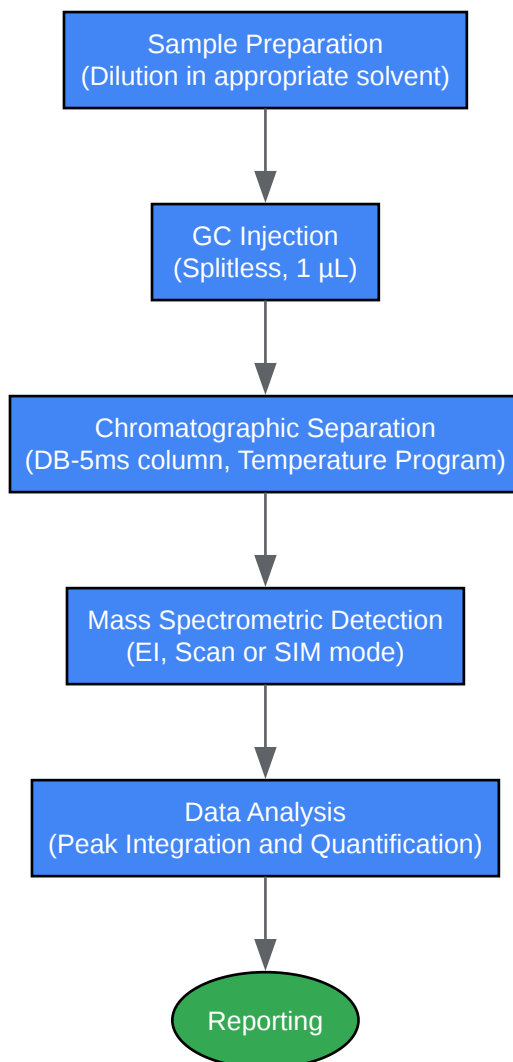 Sample Preparation
(Dilution in appropriate solvent)
GC Injection
(Splitless, 1 µL)
Chromatographic Separation
(DB-5ms column, Temperature Program)
Mass Spectrometric Detection
(EI, Scan or SIM mode)
Data Analysis
(Peak Integration and Quantification)
Reporting